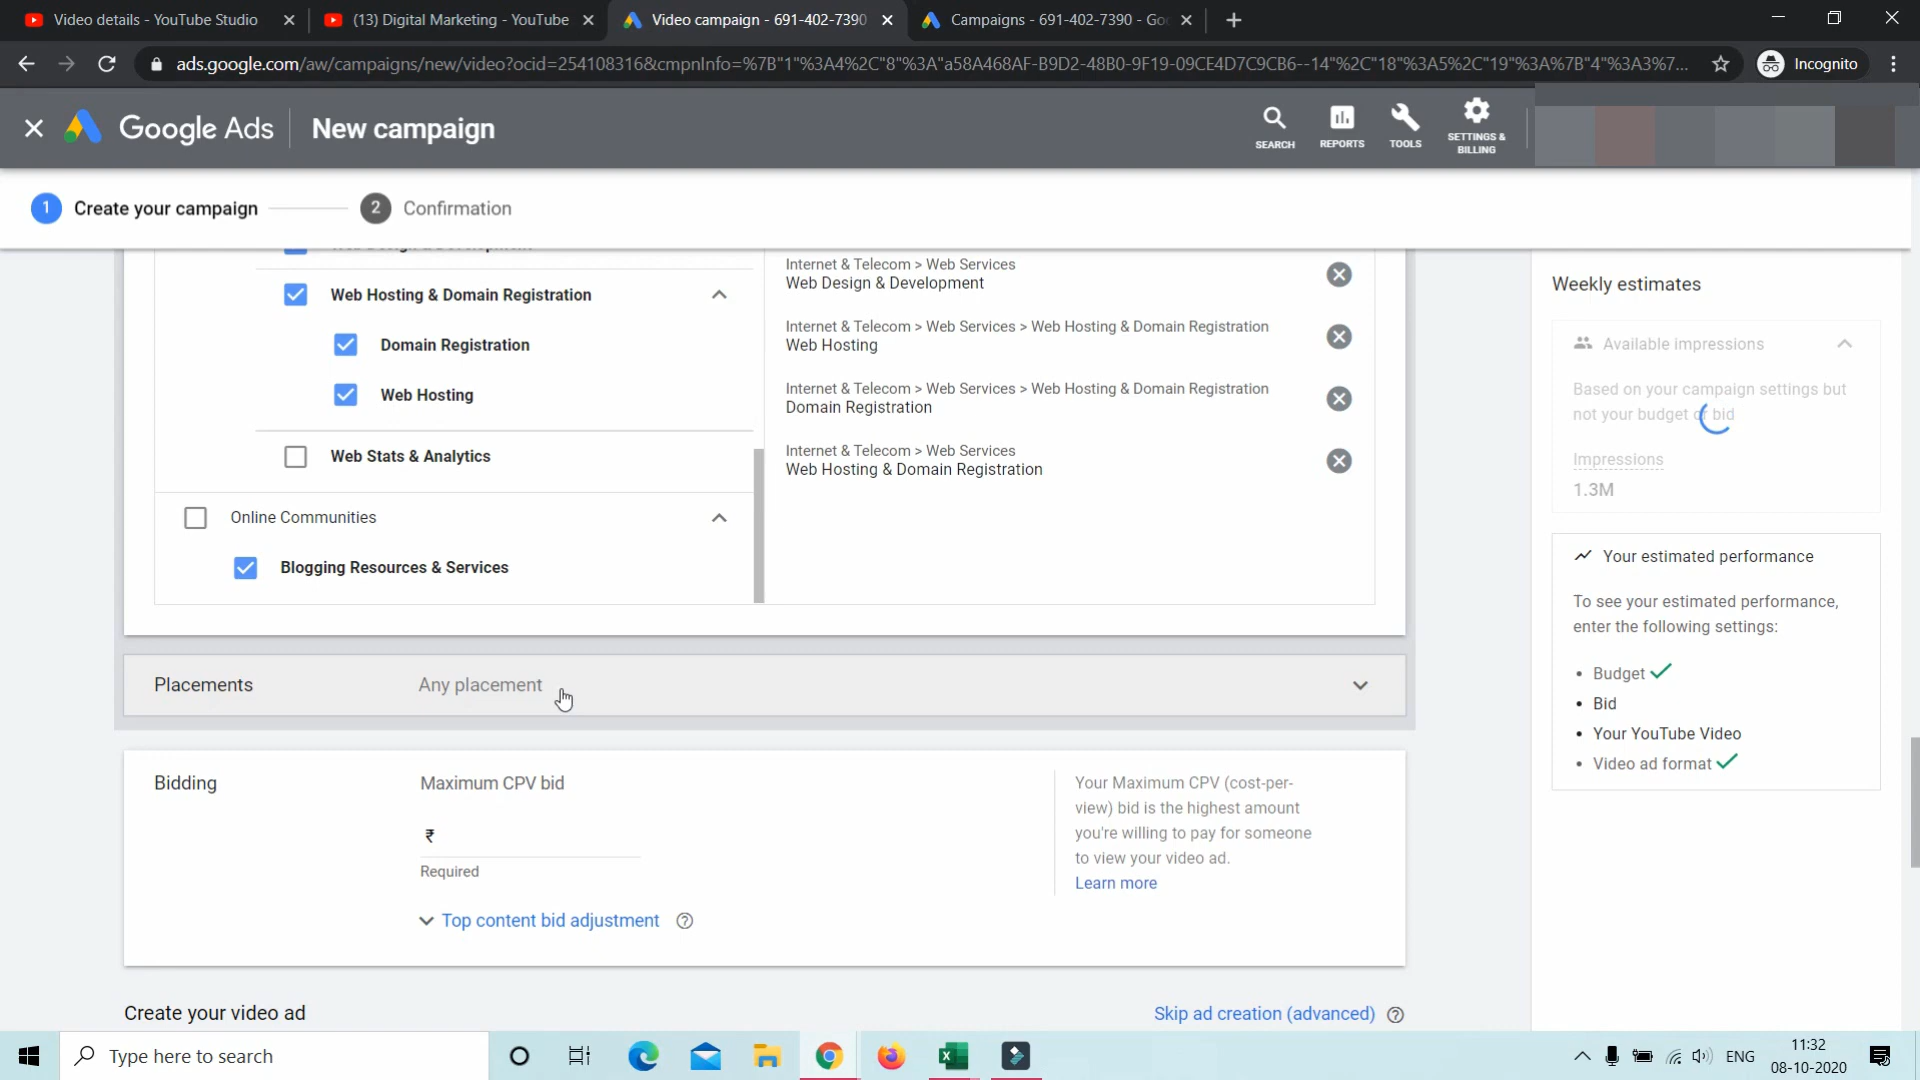 Video details - YouTube Studio
(13) Digital Marketing - YouTube
Video campaign - 691-402-7390
Campaigns - 691-402-7390 - Goo
ads.google.com/aw/campaigns/new/video?ocid=254108316&cmpnInfo=%7B"1"%3A4%2C"8"%3A"a58A468AF-B9D2-48B0-9F19-09CE4D7C9CB6--14"%2C"18"%3A5%2C"19"%3A%7B"4"%3A3%7...
Incognito
Google Ads
New campaign
SEARCH
REPORTS
TOOLS
SETTINGS &
BILLING
1 Create your campaign
2 Confirmation
Web Hosting & Domain Registration
Domain Registration
Web Hosting
Web Stats & Analytics
Online Communities
Blogging Resources & Services
Internet & Telecom > Web Services
Web Design & Development
Internet & Telecom > Web Services > Web Hosting & Domain Registration
Web Hosting
Internet & Telecom > Web Services > Web Hosting & Domain Registration
Domain Registration
Internet & Telecom > Web Services
Web Hosting & Domain Registration
Placements
Any placement
Bidding
Maximum CPV bid
₹
Required
Top content bid adjustment
Your Maximum CPV (cost-per-
view) bid is the highest amount
you're willing to pay for someone
to view your video ad.
Learn more
Create your video ad
Skip ad creation (advanced)
Weekly estimates
Available impressions
Based on your campaign settings but
not your budget or bid
Impressions
1.3M
Your estimated performance
To see your estimated performance,
enter the following settings:
• Budget
• Bid
• Your YouTube Video
• Video ad format
Type here to search
ENG
11:32
08-10-2020